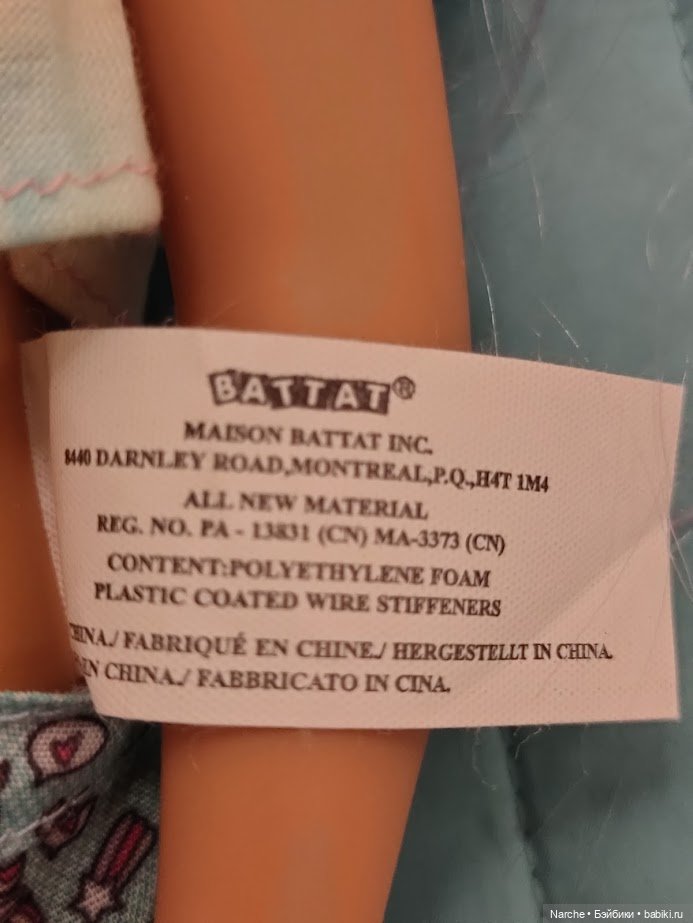 BATTAT®
MAISON BATTAT INC.
8440 DARNLEY ROAD,MONTREAL,P.Q.,H4T 1M4
ALL NEW MATERIAL
REG. NO. PA - 13831 (CN) MA-3373 (CN)
CONTENT:POLYETHYLENE FOAM
PLASTIC COATED WIRE STIFFENERS
HINA./ FABRIQUÉ EN CHINE./ HERGESTELLT IN CHINA.
IN CHINA./ FABBRICATO IN CINA.
Narche • Бэйбики • babiki.ru